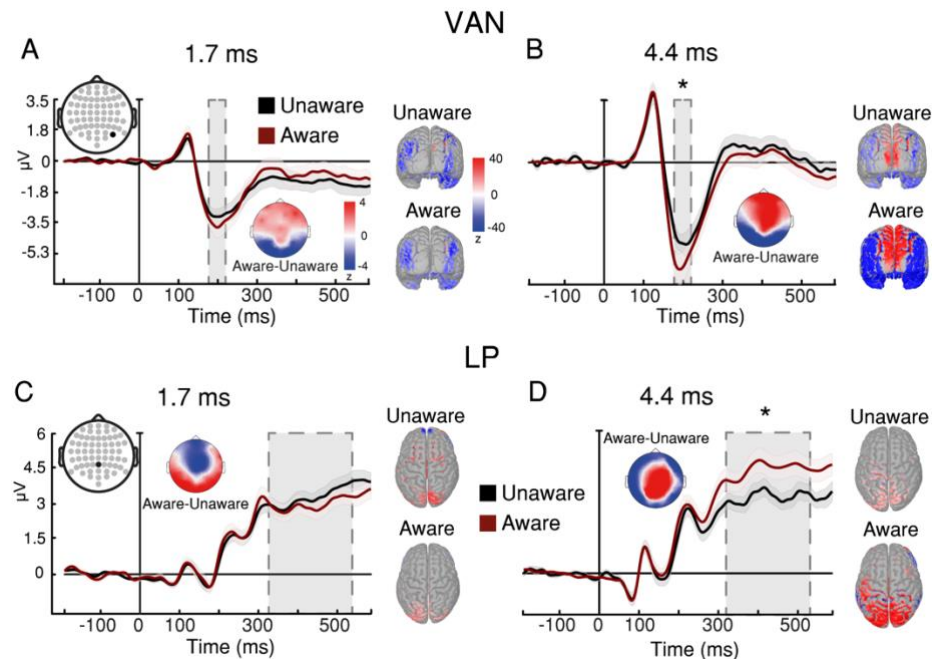 VAN
A
1.7 ms
3.5
1.8
0
-1.8
-3.5
-5.3
µV
Unaware
Aware
4
0
-4
z
Aware-Unaware
-100 0 100 300 500
Time (ms)
Unaware
Aware
40
0
-40
z
B
4.4 ms
*
Aware-Unaware
-100 0 100 300 500
Time (ms)
Unaware
Aware
LP
C
1.7 ms
6
4.5
3
1.5
0
µV
Aware-Unaware
-100 0 100 300 500
Time (ms)
Unaware
Aware
Unaware
Aware
D
4.4 ms
*
Aware-Unaware
-100 0 100 300 500
Time (ms)
Unaware
Aware